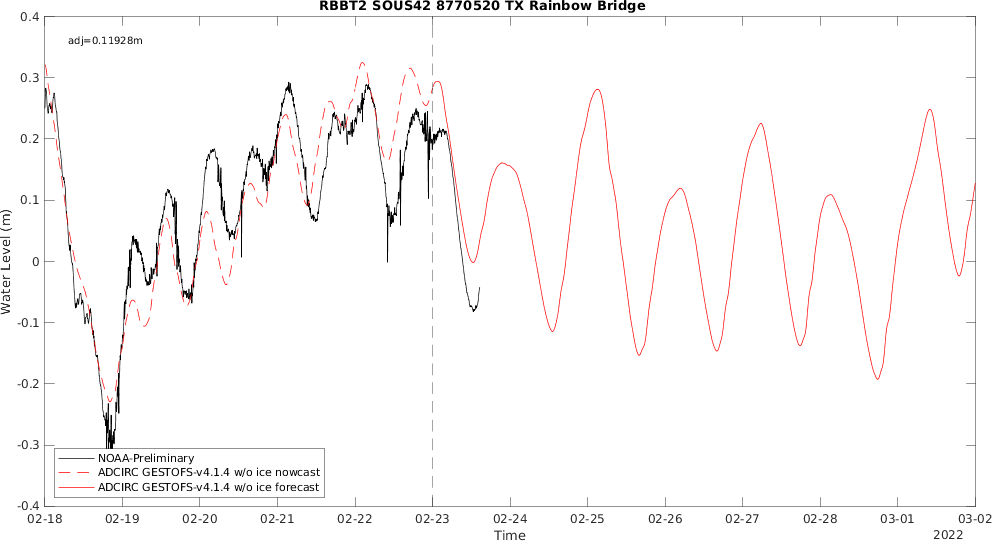 RBBT2 SOUS42 8770520 TX Rainbow Bridge
adj=0.11928m
0.4
0.3
0.2
0.1
0
-0.1
-0.2
-0.3
-0.4
Water Level (m)
NOAA-Preliminary
ADCIRC GESTOFS-v4.1.4 w/o ice nowcast
ADCIRC GESTOFS-v4.1.4 w/o ice forecast
02-18 02-19 02-20 02-21 02-22 02-23 02-24 02-25 02-26 02-27 02-28 03-01 03-02
Time
2022